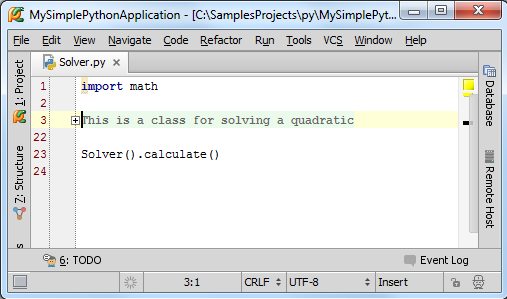 MySimplePythonApplication - [C:\SamplesProjects\py\MySimplePyt...
File Edit View Navigate Code Refactor Run Tools VCS Window Help
Solver.py
1: Project
Z: Structure
1 import math
2
3 This is a class for solving a quadratic
22
23 Solver().calculate()
24
Database
Remote Host
6: TODO
Event Log
3:1 CRLF UTF-8 Insert